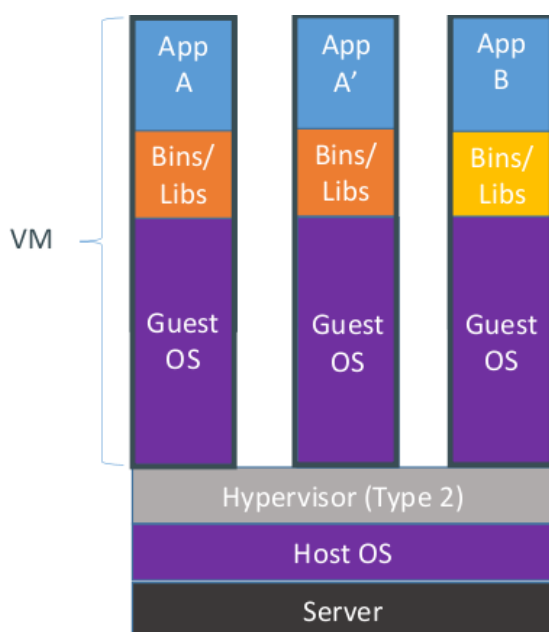 App
A
App
A’
App
B
Bins/
Libs
Bins/
Libs
Bins/
Libs
VM
Guest
OS
Guest
OS
Guest
OS
Hypervisor (Type 2)
Host OS
Server